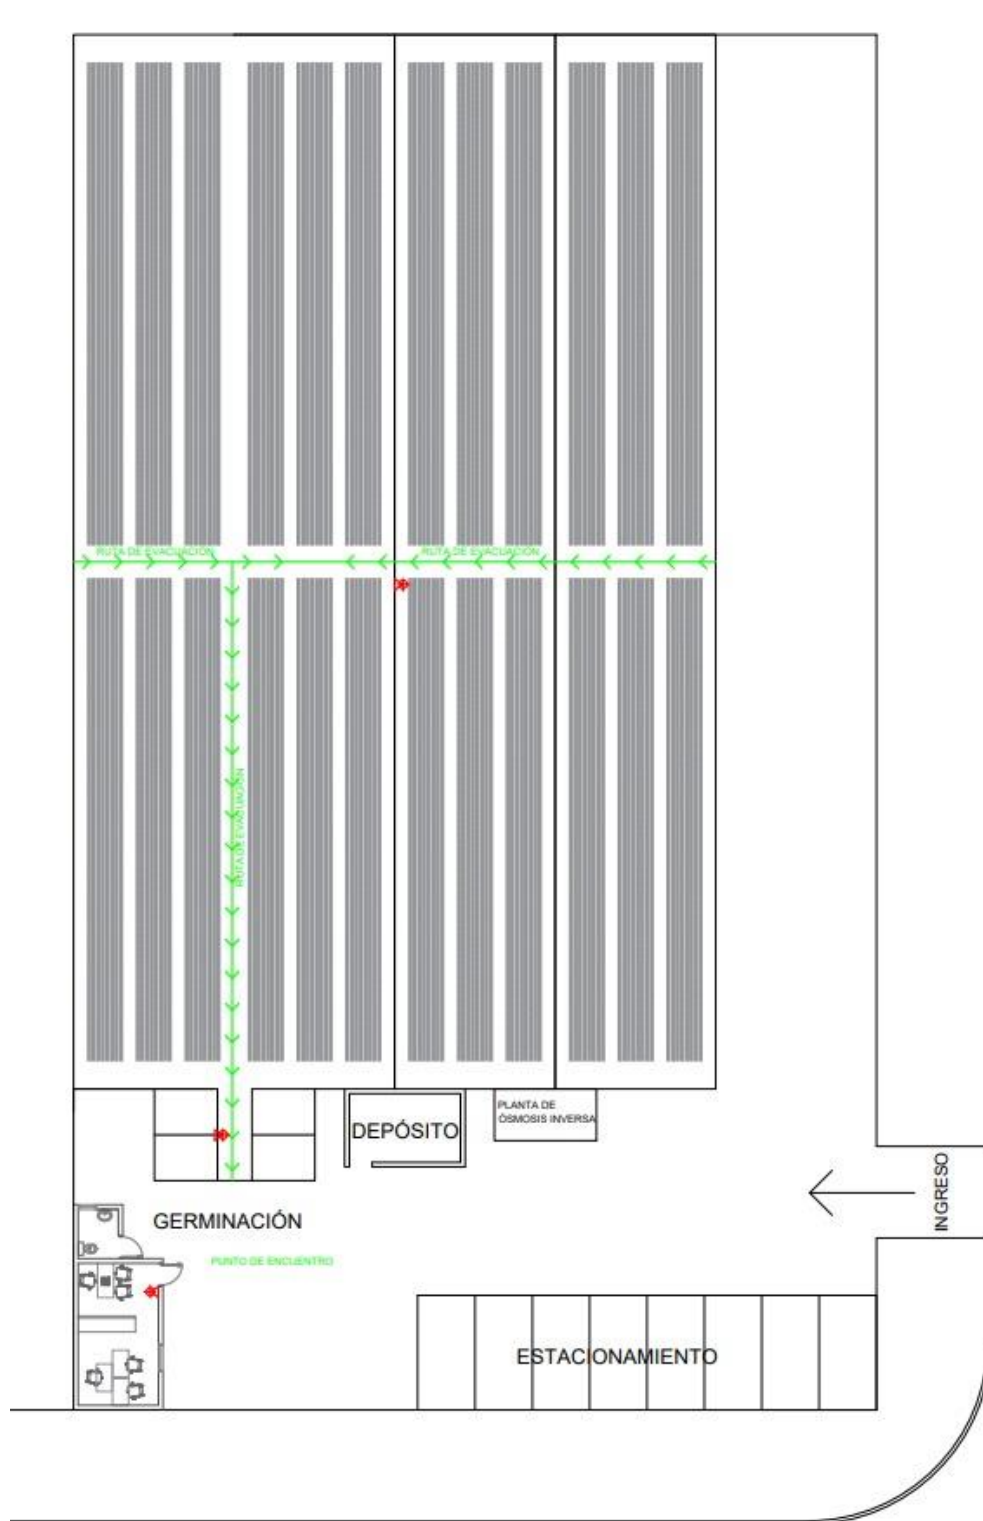 RUTA DE EVACUACIÓN
RUTA DE EVACUACIÓN
RUTA DE EVACUACIÓN
PLANTA DE
ÓSMOSIS INVERSA
DEPÓSITO
INGRESO
GERMINACIÓN
PUNTO DE ENCUENTRO
ESTACIONAMIENTO